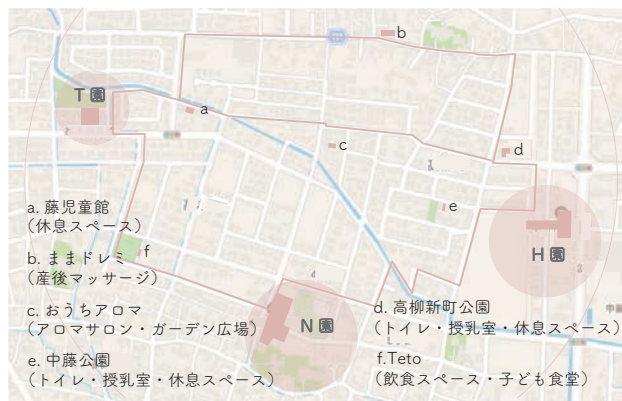 b
T園
a
c
d
e
a. 藤児童館
（休息スペース）
H園
f
b. ままドレミ
（産後マッサージ）
c. おうちアロマ
（アロマサロン・ガーデン広場）
N園
d. 高柳新町公園
（トイレ・授乳室・休息スペース）
e. 中藤公園
（トイレ・授乳室・休息スペース）
f.Teto
（飲食スペース・子ども食堂）